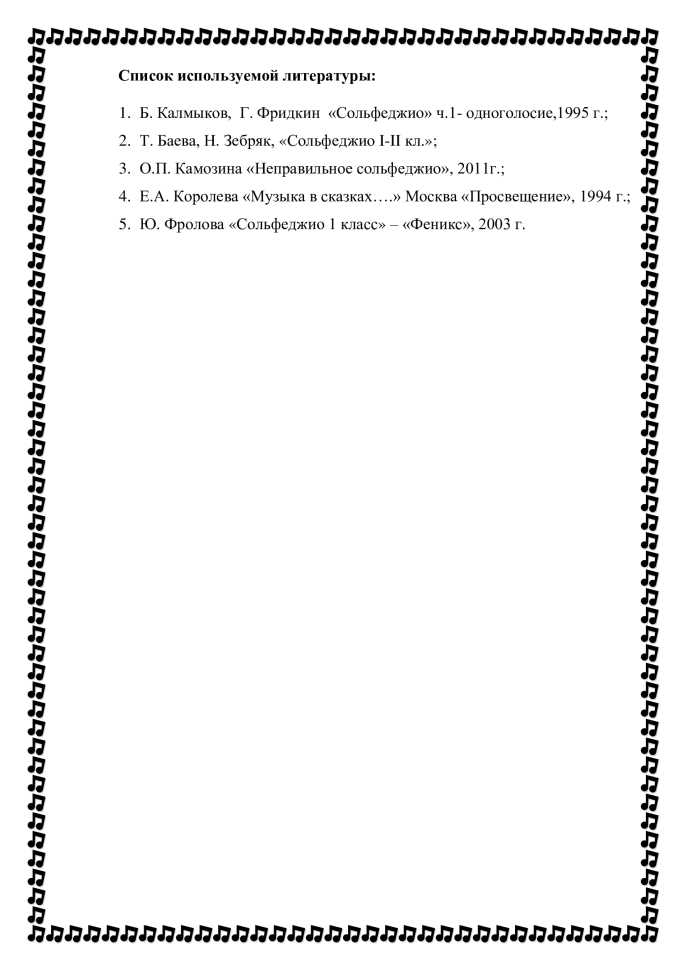 Список используемой литературы:
1. Б. Калмыков,  Г. Фридкин  «Сольфеджио» ч.1- одноголосие,1995 г.;
2. Т. Баева, Н. Зебряк, «Сольфеджио I-II кл.»;
3. О.П. Камозина «Неправильное сольфеджио», 2011г.;
4. Е.А. Королева «Музыка в сказках….» Москва «Просвещение», 1994 г.;
5. Ю. Фролова «Сольфеджио 1 класс» – «Феникс», 2003 г.